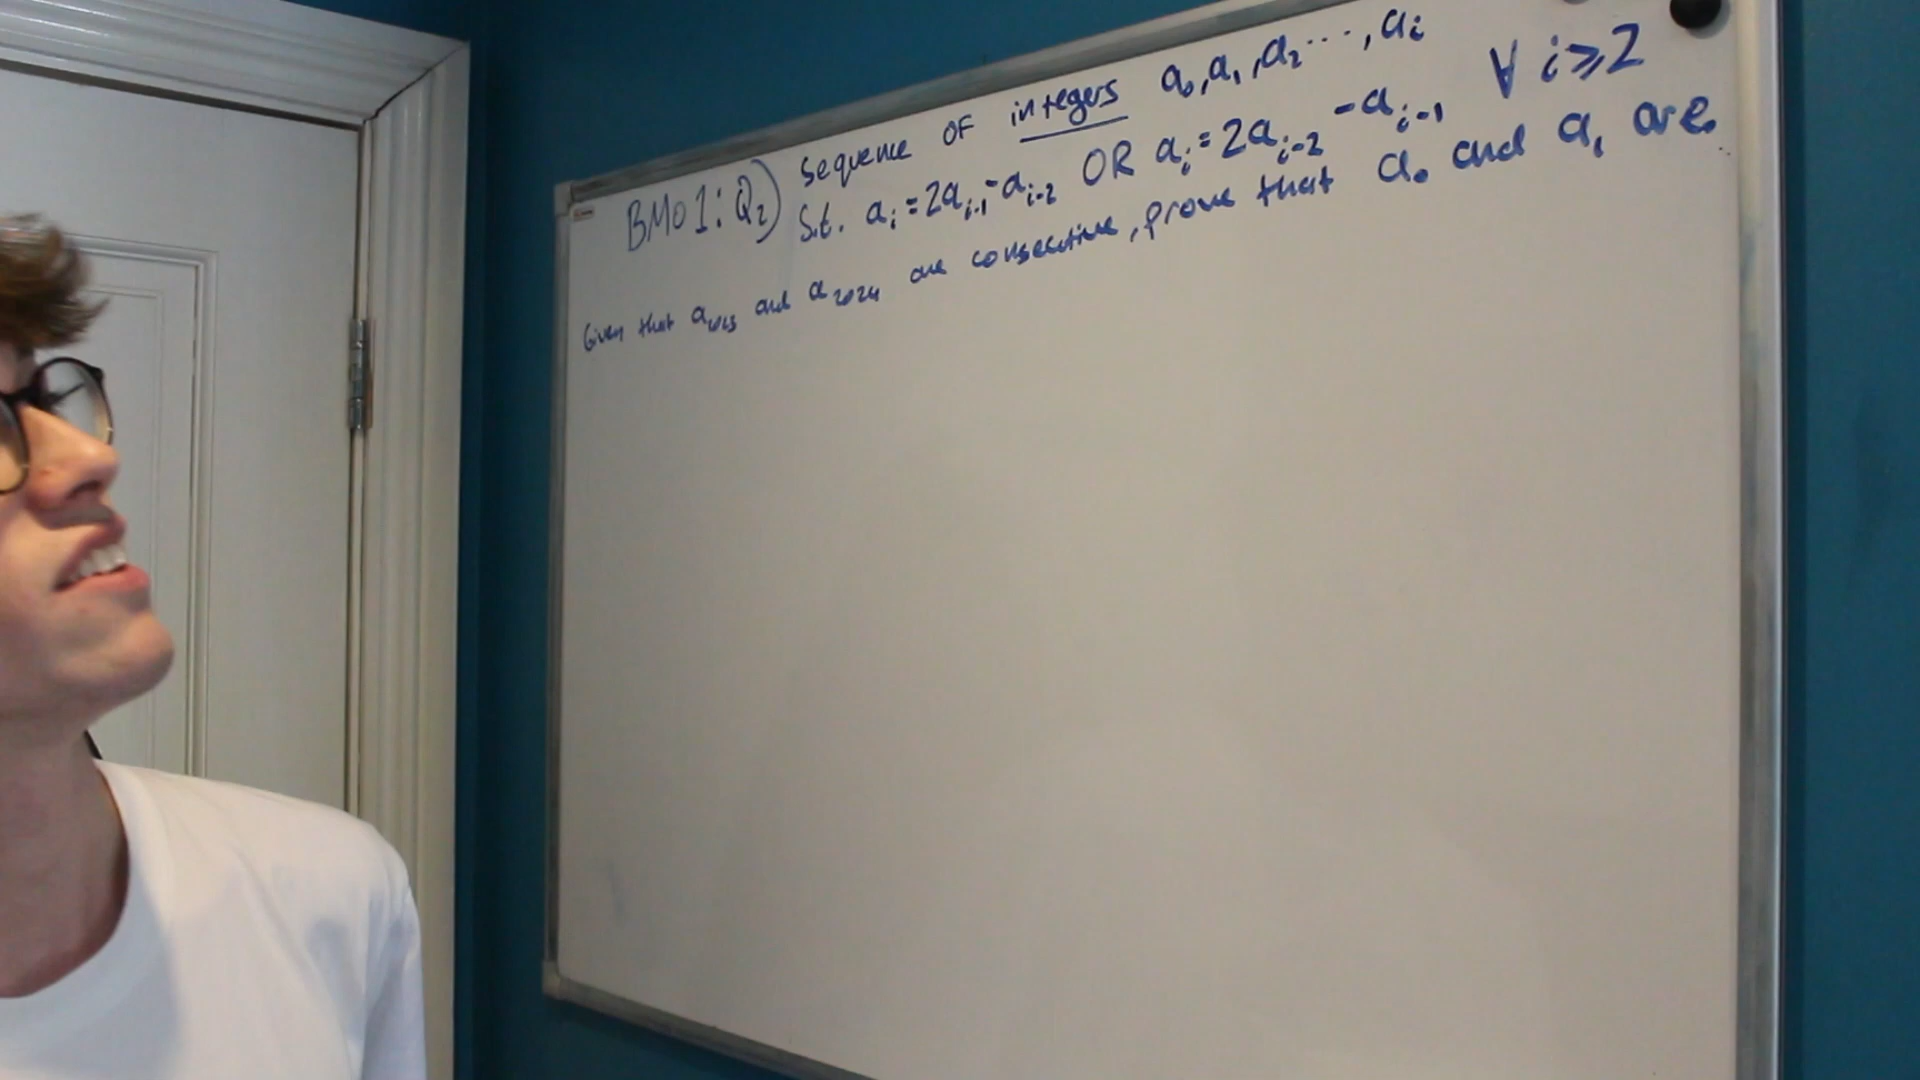 BMO1: Q2) Sequence OF integers a₀, a₁, a₂ ..., aᵢ
S.t. aᵢ = 2aᵢ₋₁ - aᵢ₋₂ OR aᵢ = 2aᵢ₋₂ - aᵢ₋₁ ∀ i ⩾ 2
Given that a₂₀₂₃ and a₂₀₂₄ are consecutive, prove that a₀ and a₁ are.